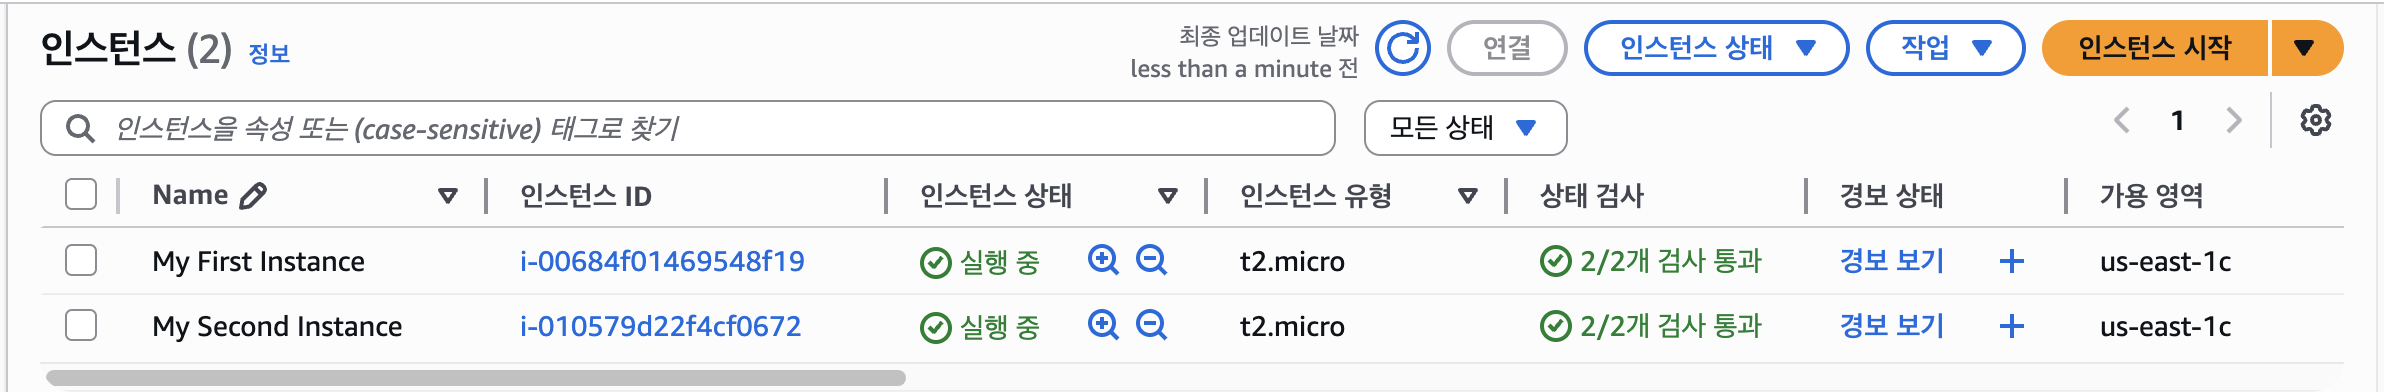 인스턴스 (2) 정보
최종 업데이트 날짜
less than a minute 전
연결 인스턴스 상태 작업 인스턴스 시작
인스턴스를 속성 또는 (case-sensitive) 태그로 찾기 모든 상태 1
Name 인스턴스 ID 인스턴스 상태 인스턴스 유형 상태 검사 경보 상태 가용 영역
My First Instance i-00684f01469548f19 실행 중 t2.micro 2/2개 검사 통과 경보 보기 + us-east-1c
My Second Instance i-010579d22f4cf0672 실행 중 t2.micro 2/2개 검사 통과 경보 보기 + us-east-1c